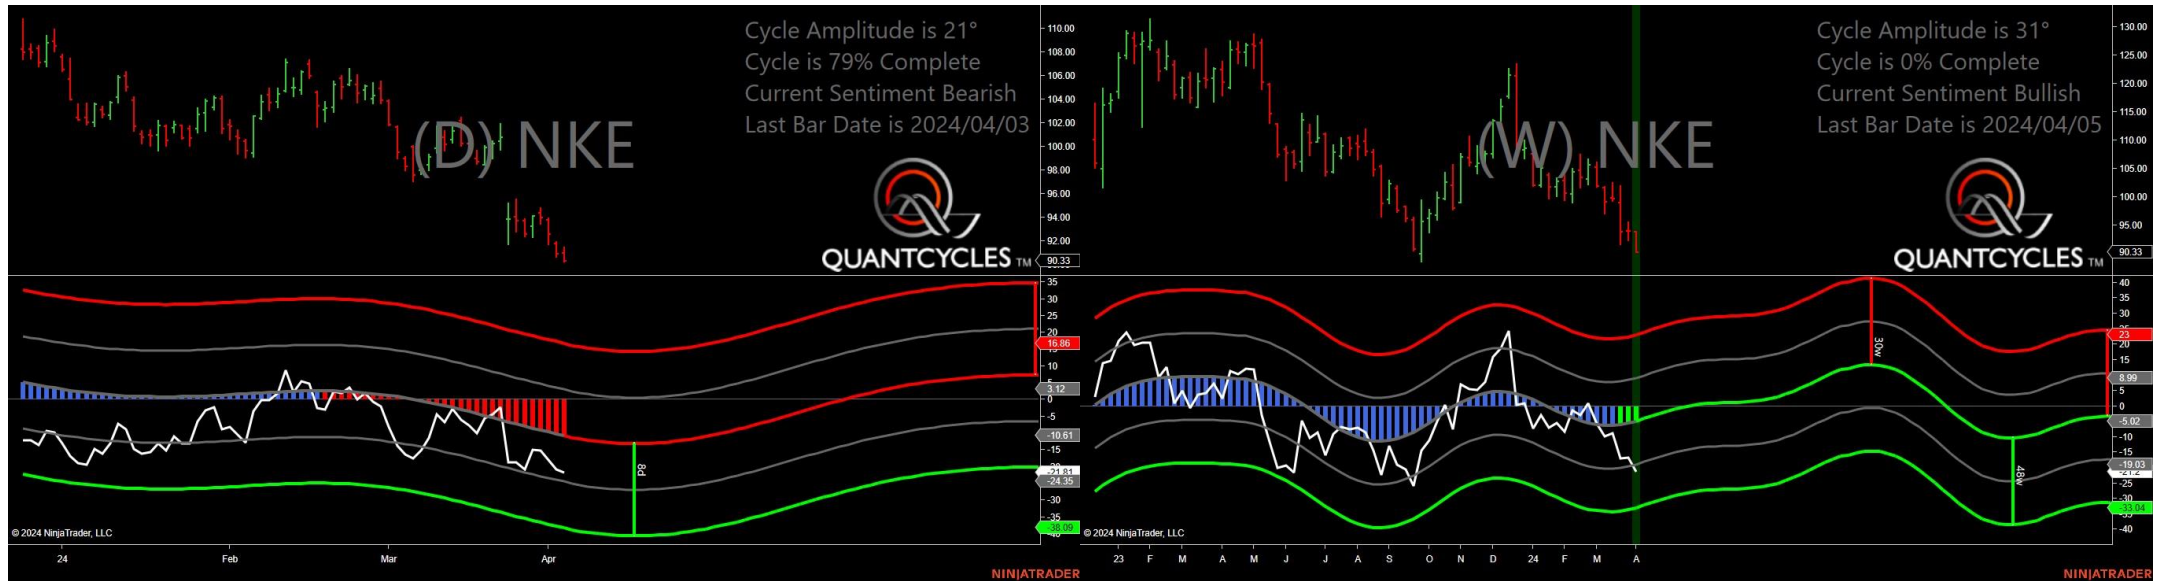 Cycle Amplitude is 21°
Cycle is 79% Complete
Current Sentiment Bearish
Last Bar Date is 2024/04/03
(D) NKE
QUANTCYCLES TM
110.00
108.00
106.00
104.00
102.00
100.00
98.00
96.00
94.00
92.00
90.33
35
30
25
20
16.86
10
3.12
0
-5
-10.61
-15
-21.81
-24.35
-30
-35
-38.09
8d
© 2024 NinjaTrader, LLC
24 Feb Mar Apr
NINJATRADER
Cycle Amplitude is 31°
Cycle is 0% Complete
Current Sentiment Bullish
Last Bar Date is 2024/04/05
(W) NKE
QUANTCYCLES TM
130.00
125.00
120.00
115.00
110.00
105.00
100.00
95.00
90.33
40
35
30
23
20
15
8.99
5
0
-5.02
-10
-15
-19.03
-25
-33.04
-40
30w
48w
© 2024 NinjaTrader, LLC
23 F M A M J J A S O N D 24 F M A
NINJATRADER